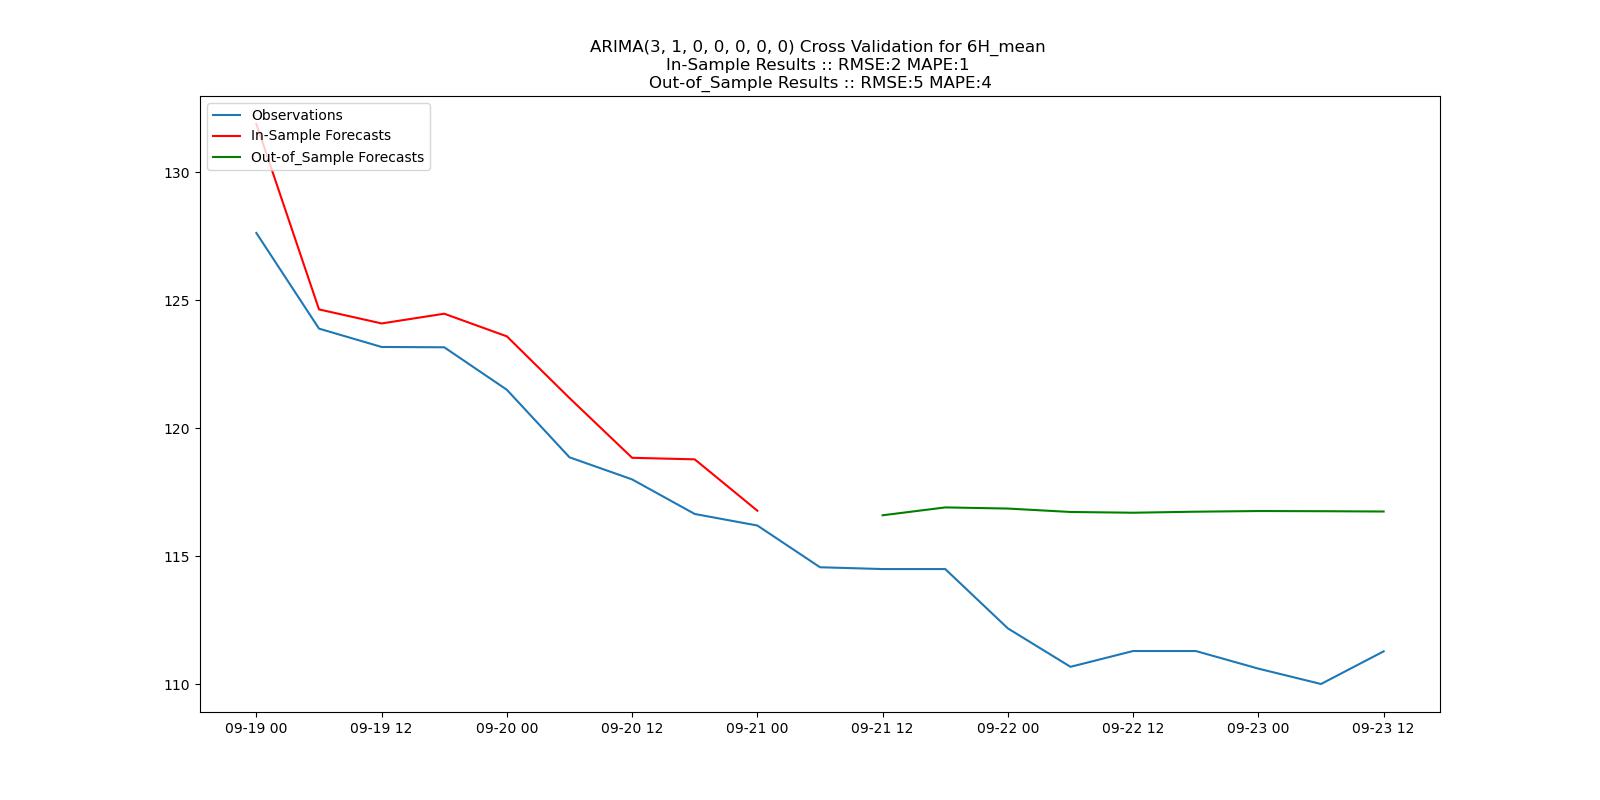 ARIMA(3, 1, 0, 0, 0, 0, 0) Cross Validation for 6H_mean
In-Sample Results :: RMSE:2 MAPE:1
Out-of_Sample Results :: RMSE:5 MAPE:4
Observations
In-Sample Forecasts
Out-of_Sample Forecasts
130
125
120
115
110
09-19 00 09-19 12 09-20 00 09-20 12 09-21 00 09-21 12 09-22 00 09-22 12 09-23 00 09-23 12